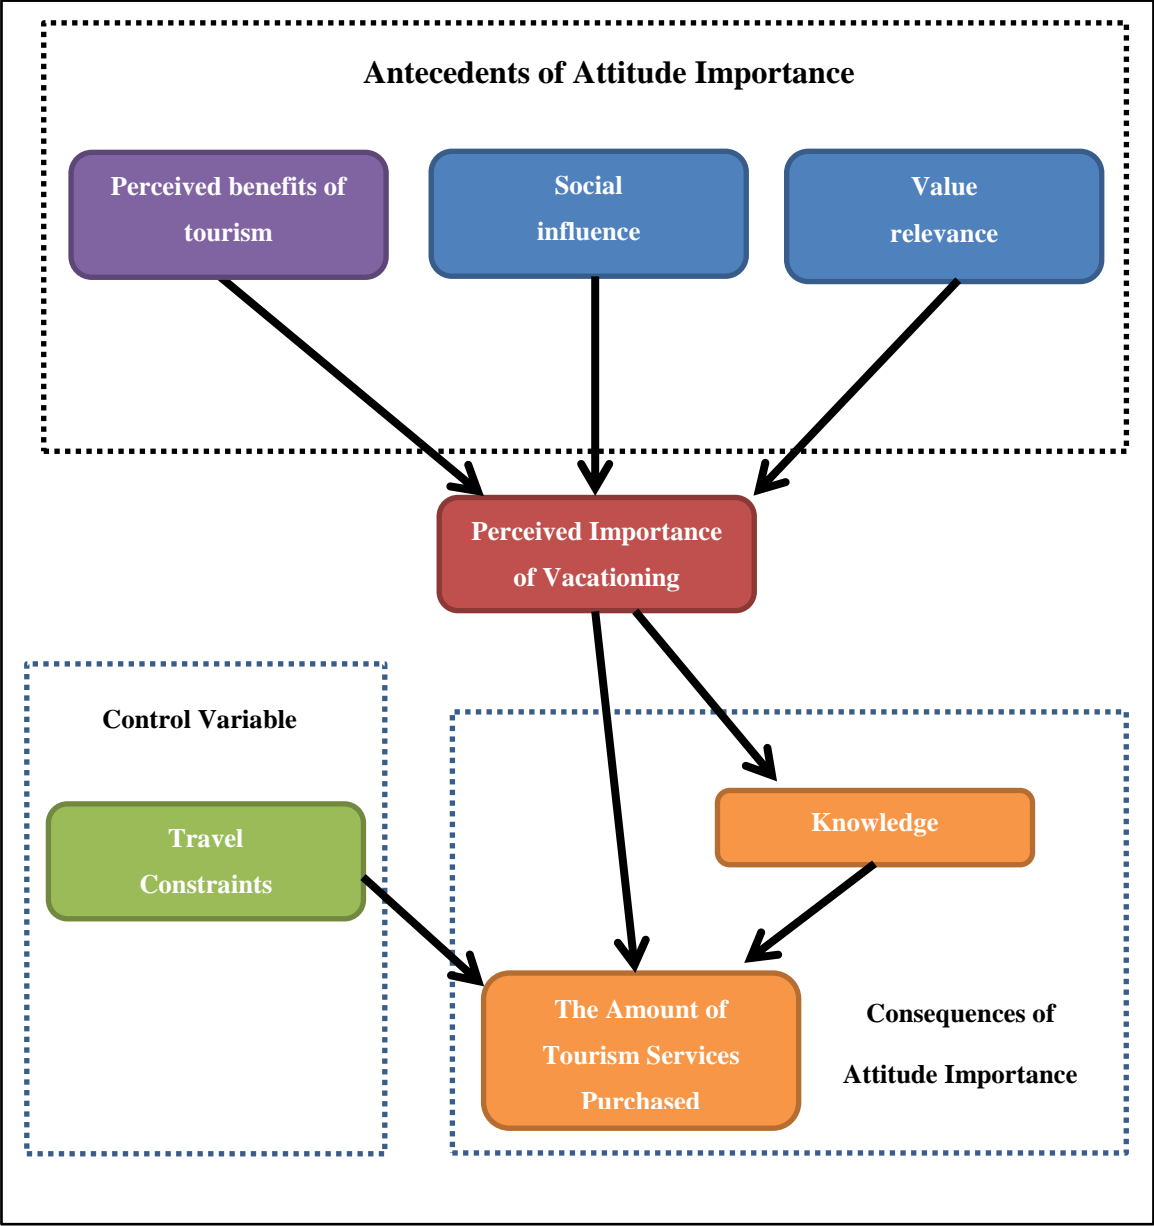 Antecedents of Attitude Importance
Perceived benefits of
tourism
Social
influence
Value
relevance
Perceived Importance
of Vacationing
Control Variable
Travel
Constraints
Knowledge
The Amount of
Tourism Services
Purchased
Consequences of
Attitude Importance